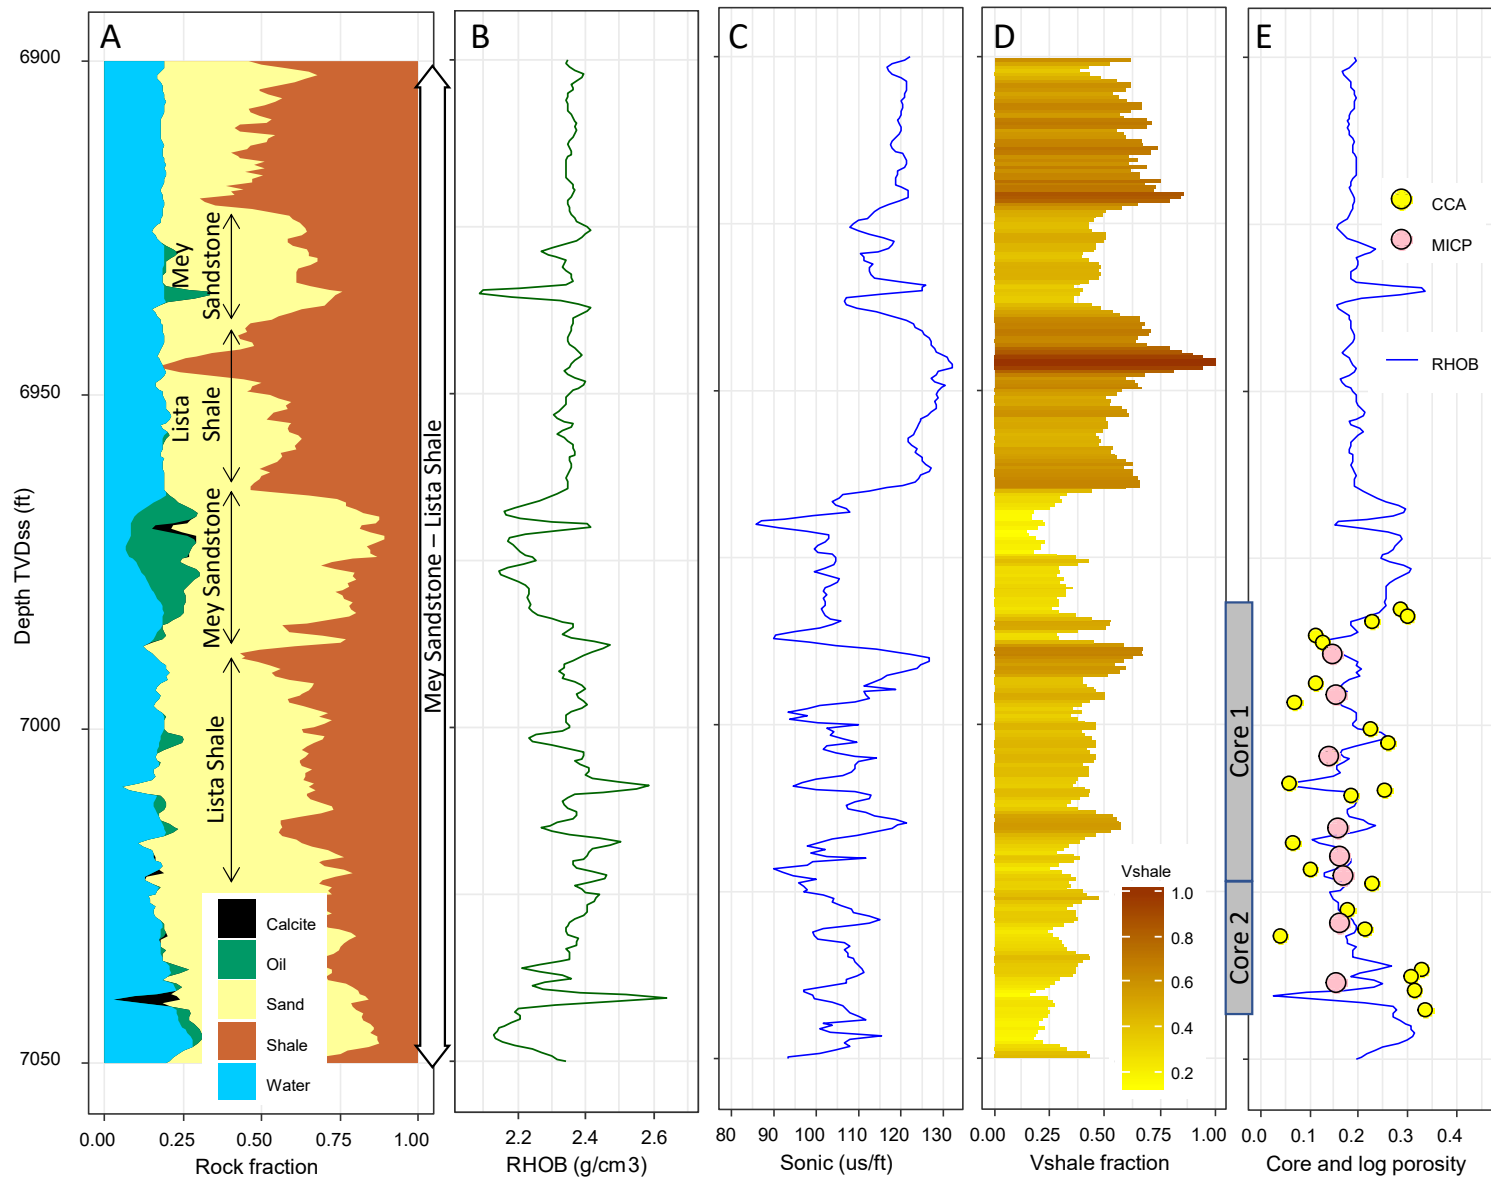 A
B
C
D
E
6900
6950
7000
7050
Depth TVDss (ft)
Mey
Sandstone
Lista
Shale
Mey Sandstone
Lista Shale
Mey Sandstone – Lista Shale
Calcite
Oil
Sand
Shale
Water
0.00 0.25 0.50 0.75 1.00
Rock fraction
2.2 2.4 2.6
RHOB (g/cm3)
80 90 100 110 120 130
Sonic (us/ft)
Vshale
1.0
0.8
0.6
0.4
0.2
0.00 0.25 0.50 0.75 1.00
Vshale fraction
CCA
MICP
RHOB
Core 1
Core 2
0.0 0.1 0.2 0.3 0.4
Core and log porosity